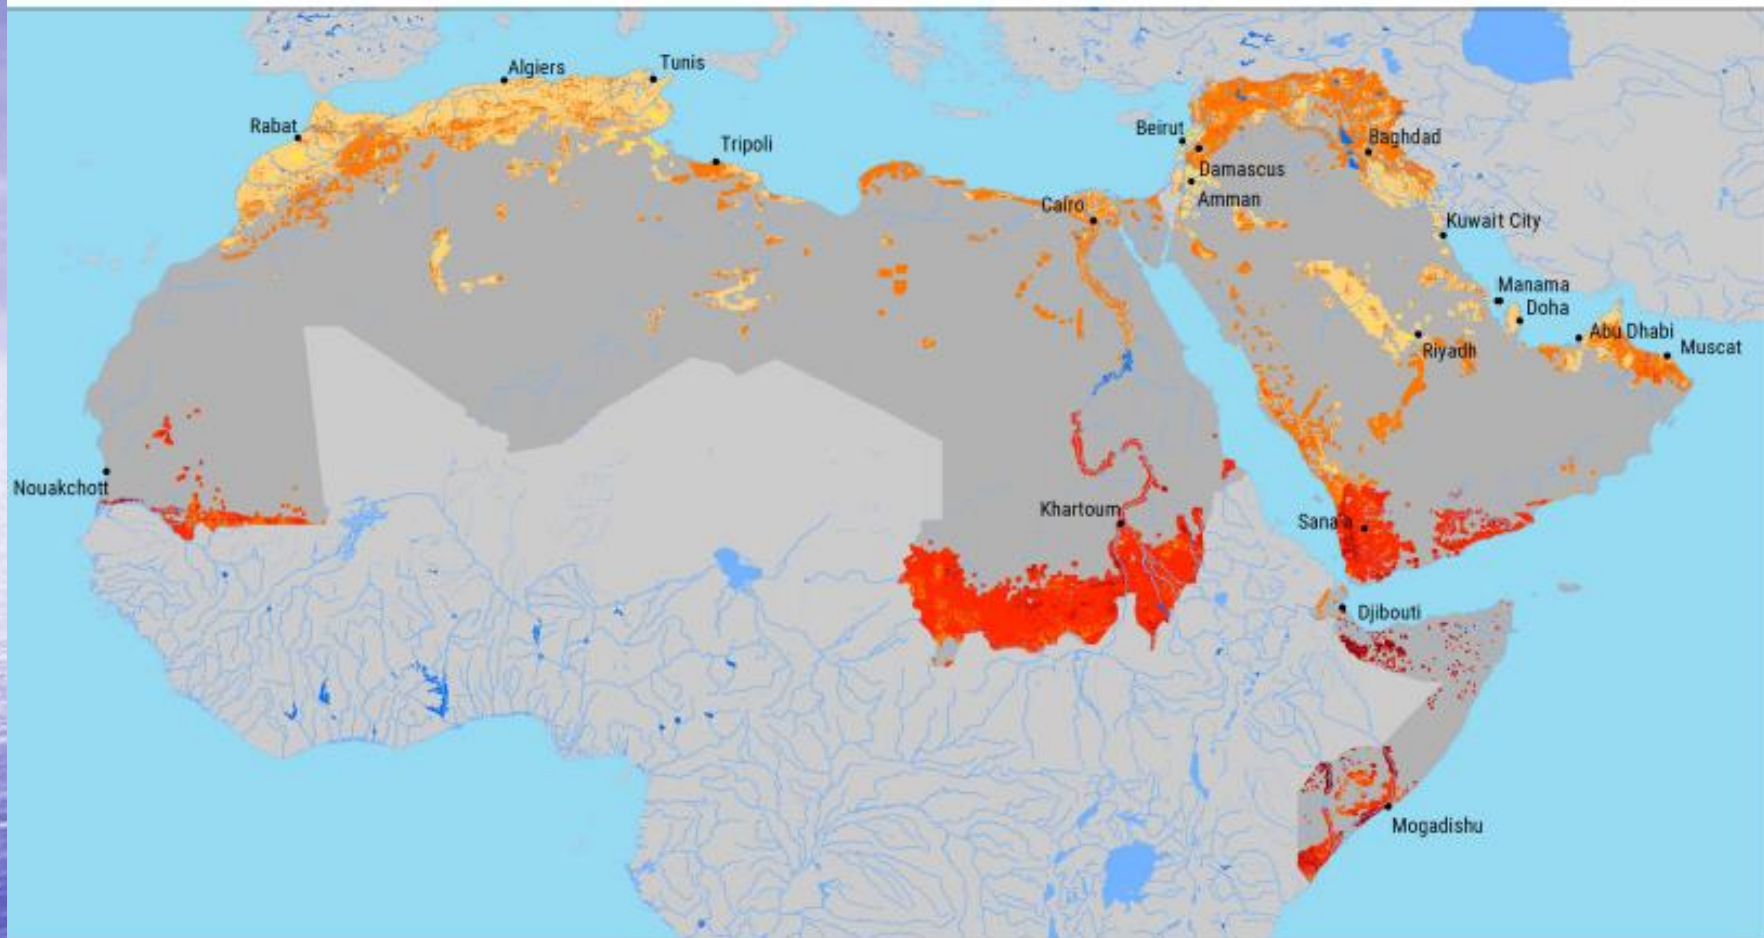 Algiers
Tunis
Rabat
Tripoli
Beirut
Baghdad
Damascus
Amman
Cairo
Kuwait City
Manama
Doha
Abu Dhabi
Muscat
Riyadh
Nouakchott
Khartoum
Sana'a
Djibouti
Mogadishu